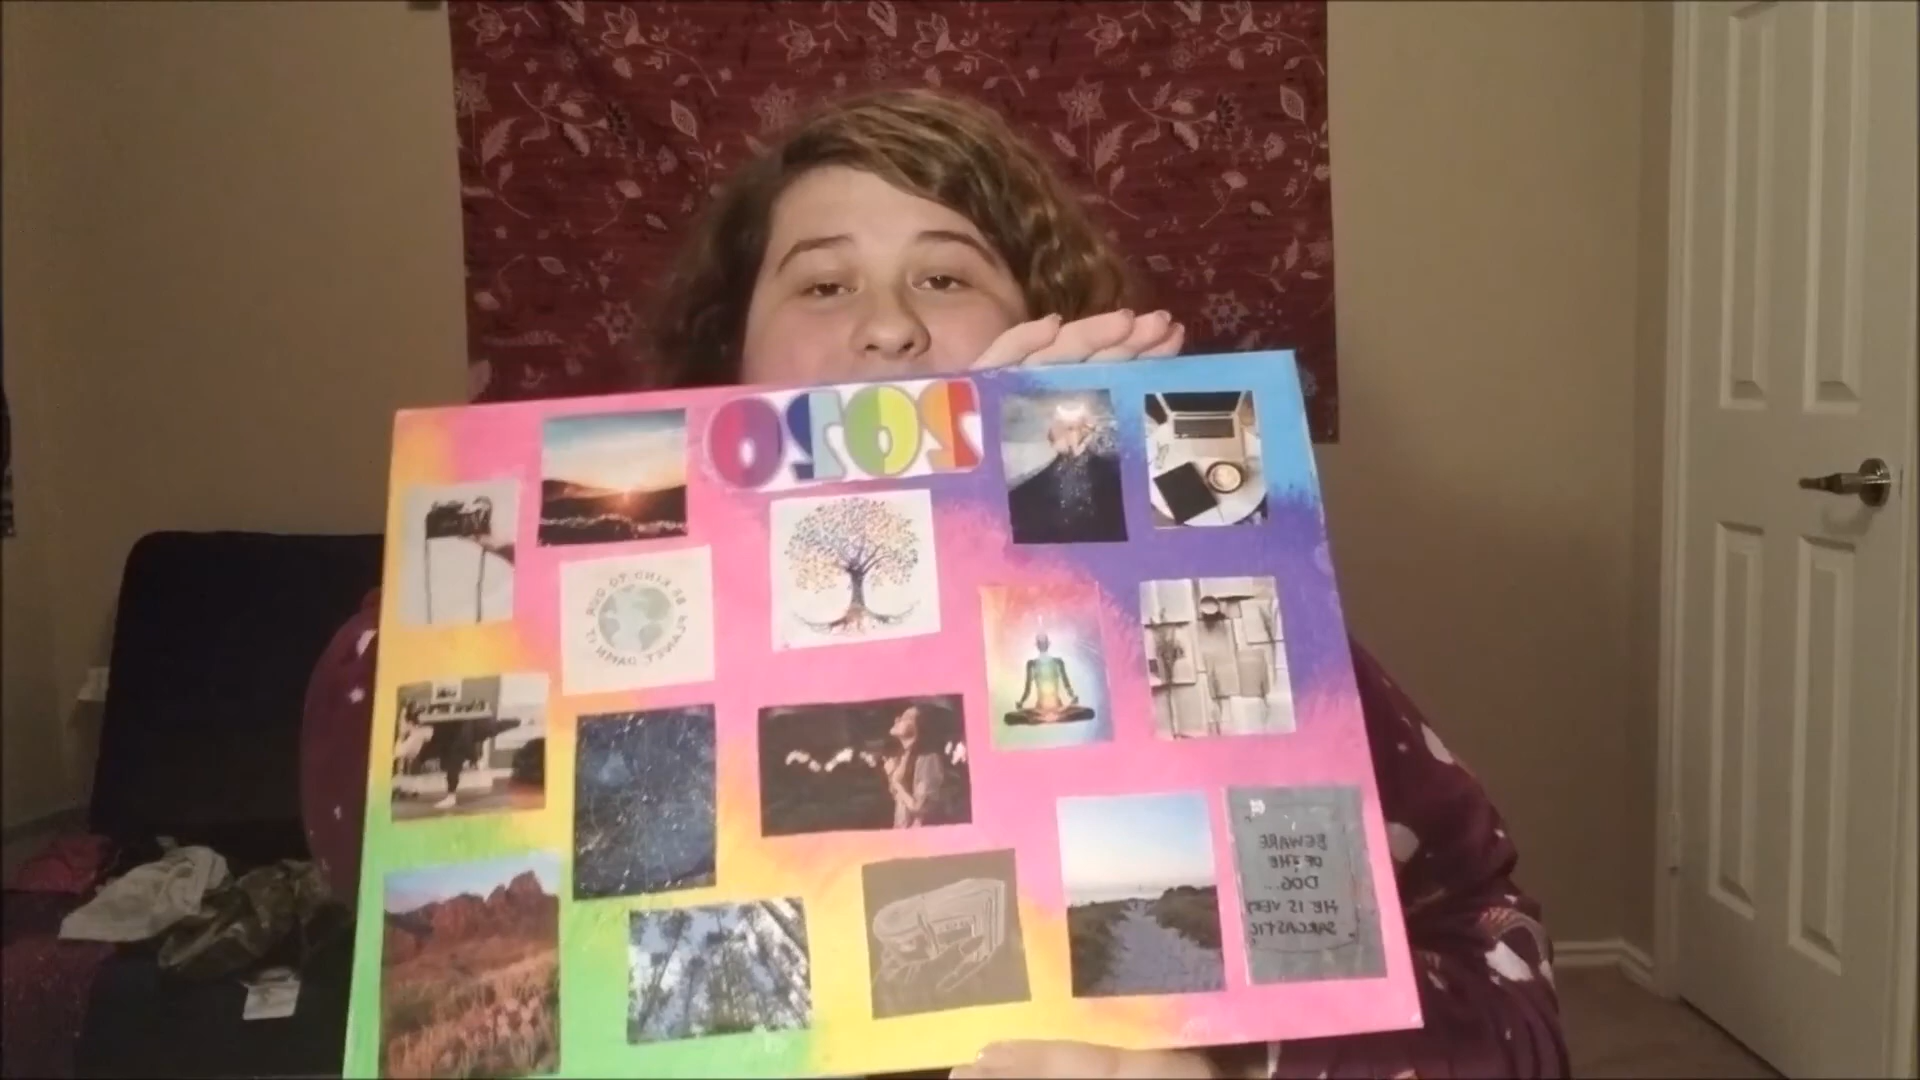 2020
BE KIND TO OUR
PLANET DAMN IT
BEWARE
OF THE
DOG...
HE IS VERY
SARCASTIC